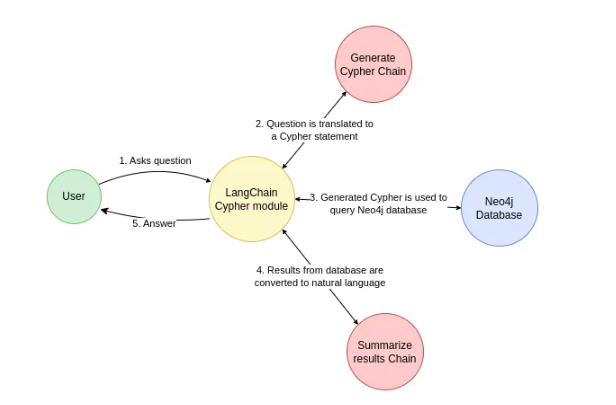 Generate
Cypher Chain
2. Question is translated to
a Cypher statement
1. Asks question
User
LangChain
Cypher module
3. Generated Cypher is used to
query Neo4j database
Neo4j
Database
5. Answer
4. Results from database are
converted to natural language
Summarize
results Chain